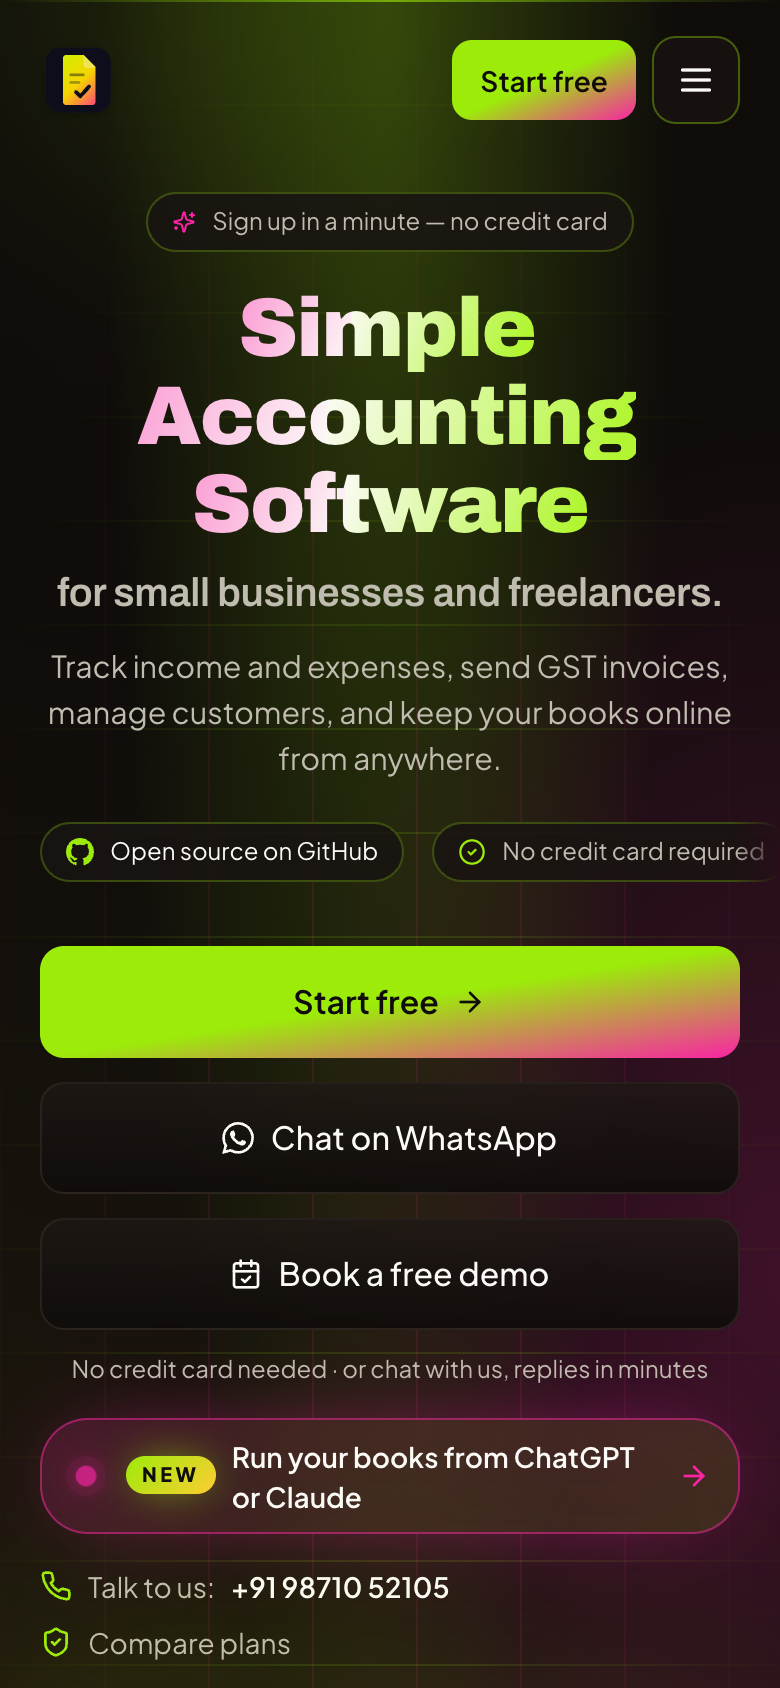 Start free
Sign up in a minute — no credit card
Simple
Accounting
Software
for small businesses and freelancers.
Track income and expenses, send GST invoices,
manage customers, and keep your books online
from anywhere.
Open source on GitHub
No credit card required
Start free
Chat on WhatsApp
Book a free demo
No credit card needed · or chat with us, replies in minutes
NEW
Run your books from ChatGPT
or Claude
Talk to us: +91 98710 52105
Compare plans